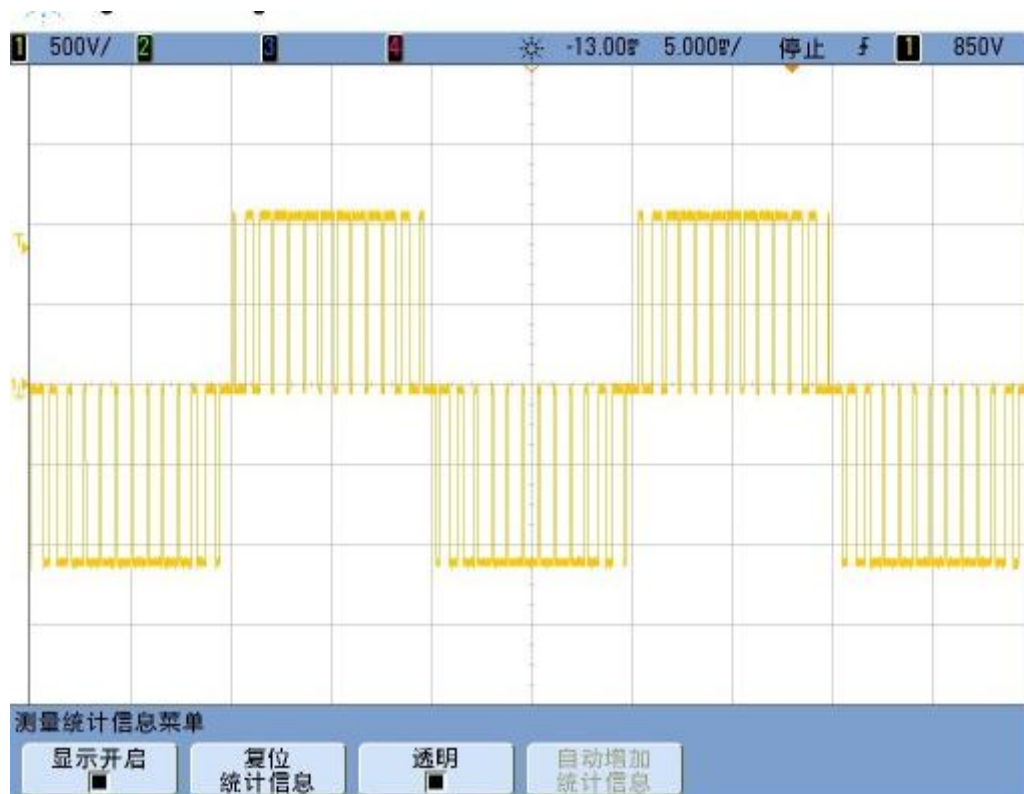 1 500V/ 2 3 4 -13.00ms 5.000ms/ 停止 1 850V
T
测量统计信息菜单
显示开启 复位 透明 自动增加
统计信息 统计信息